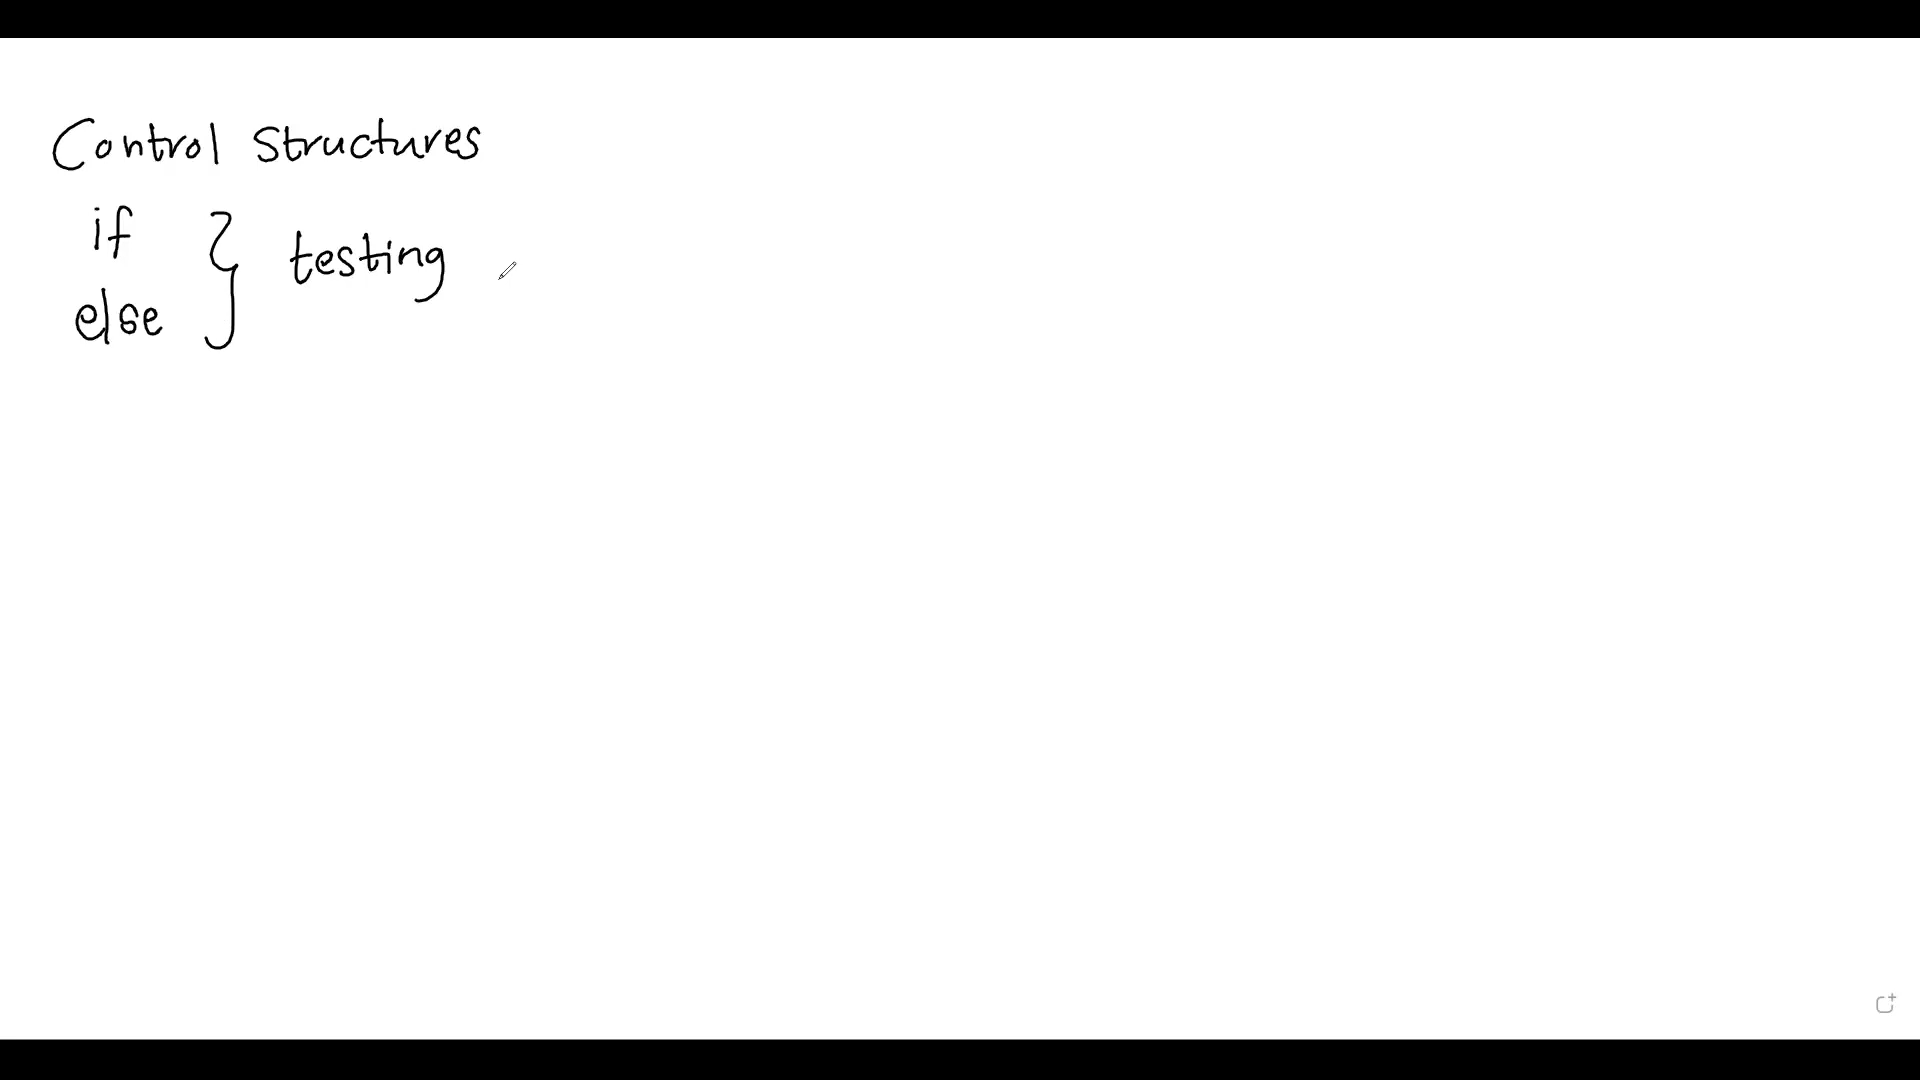 Control Structures
if
else } testing